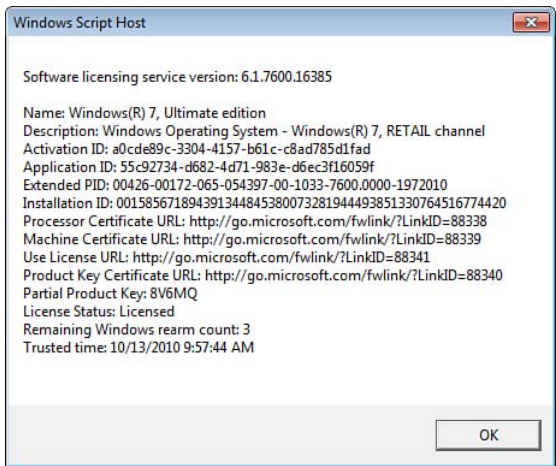 Windows Script Host
Software licensing service version: 6.1.7600.16385
Name: Windows(R) 7, Ultimate edition
Description: Windows Operating System - Windows(R) 7, RETAIL channel
Activation ID: a0cde89c-3304-4157-b61c-c8ad785d1fad
Application ID: 55c92734-d682-4d71-983e-d6ec3f16059f
Extended PID: 00426-00172-065-054397-00-1033-7600.0000-1972010
Installation ID: 001585671894391344845380073281944493851330764516774420
Processor Certificate URL: http://go.microsoft.com/fwlink/?LinkID=88338
Machine Certificate URL: http://go.microsoft.com/fwlink/?LinkID=88339
Use License URL: http://go.microsoft.com/fwlink/?LinkID=88341
Product Key Certificate URL: http://go.microsoft.com/fwlink/?LinkID=88340
Partial Product Key: 8V6MQ
License Status: Licensed
Remaining Windows rearm count: 3
Trusted time: 10/13/2010 9:57:44 AM
OK